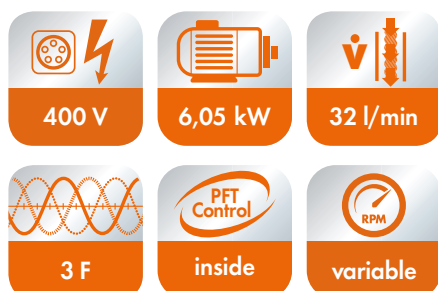 400 V
6,05 kW
V̇
32 l/min
3 F
PFT
Control
inside
RPM
variable